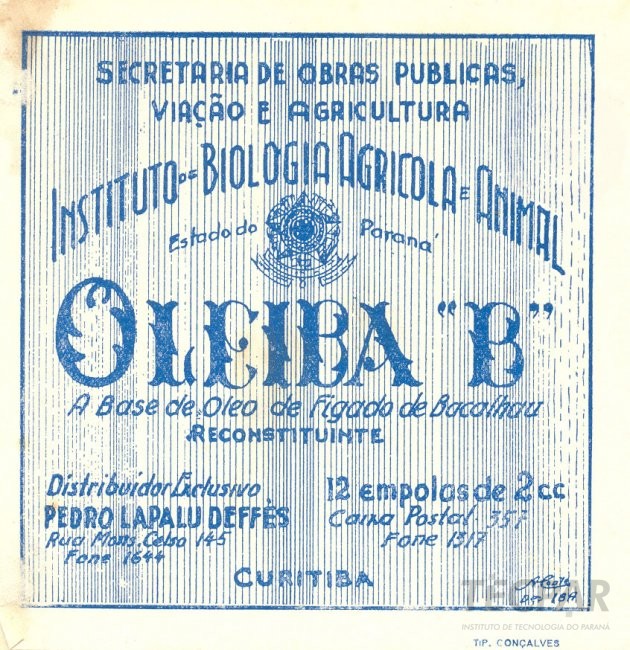 SECRETARIA DE OBRAS PUBLICAS,
VIAÇÃO E AGRICULTURA
INSTITUTO DE BIOLOGIA AGRICOLA E ANIMAL
Estado do Paraná
OLEIBA "B"
A Base de Oleo de Figado de Bacalhau
RECONSTITUINTE
Distribuidor Exclusivo
PEDRO LAPALU DEFFÈS
Rua Mons. Celso 145
Fone 1644
12 empolas de 2 cc
Caixa Postal. 357
Fone 1317
CURITIBA
TECPAR
INSTITUTO DE TECNOLOGIA DO PARANÁ
TIP. GONÇALVES